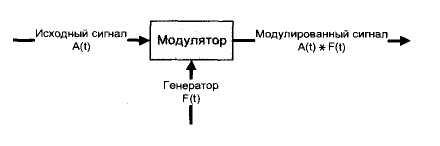 Исходный сигнал
A(t)
Модулятор
Модулированный сигнал
A(t) * F(t)
Генератор
F(t)